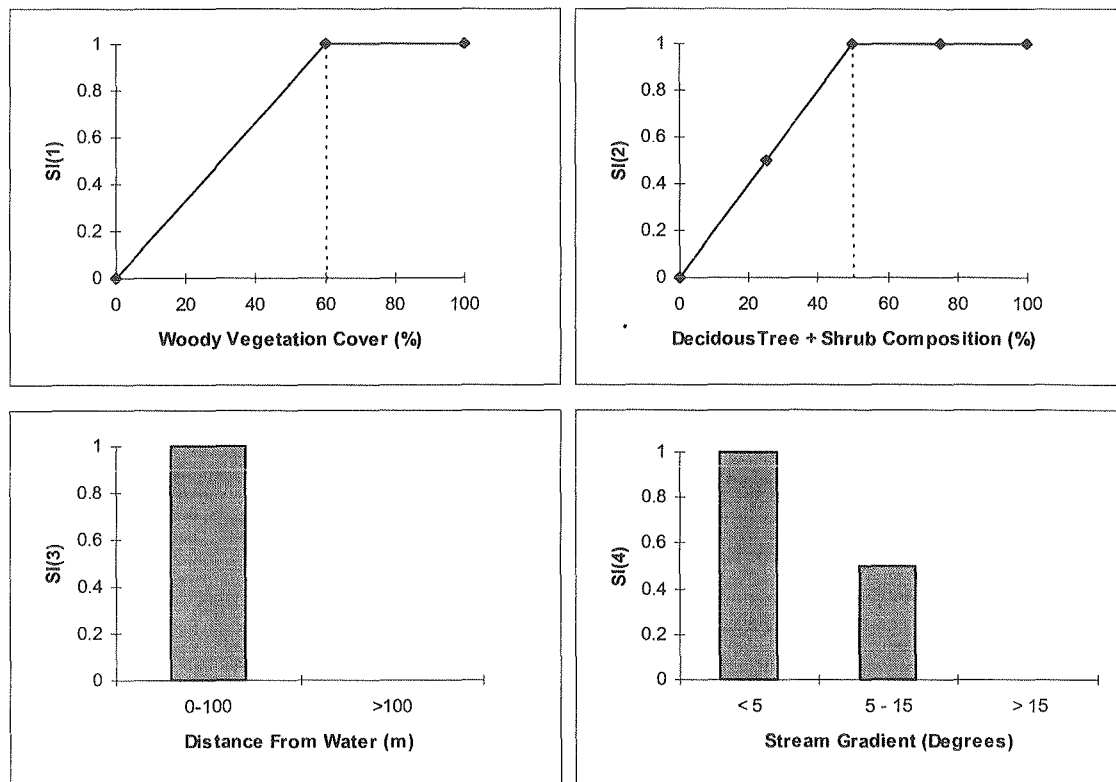 1
0.8
0.6
0.4
0.2
0
SI(1)
0 20 40 60 80 100
Woody Vegetation Cover (%)
1
0.8
0.6
0.4
0.2
0
SI(2)
0 20 40 60 80 100
DecidousTree + Shrub Composition (%)
1
0.8
0.6
0.4
0.2
0
SI(3)
0-100 >100
Distance From Water (m)
1
0.8
0.6
0.4
0.2
0
SI(4)
< 5 5 - 15 > 15
Stream Gradient (Degrees)